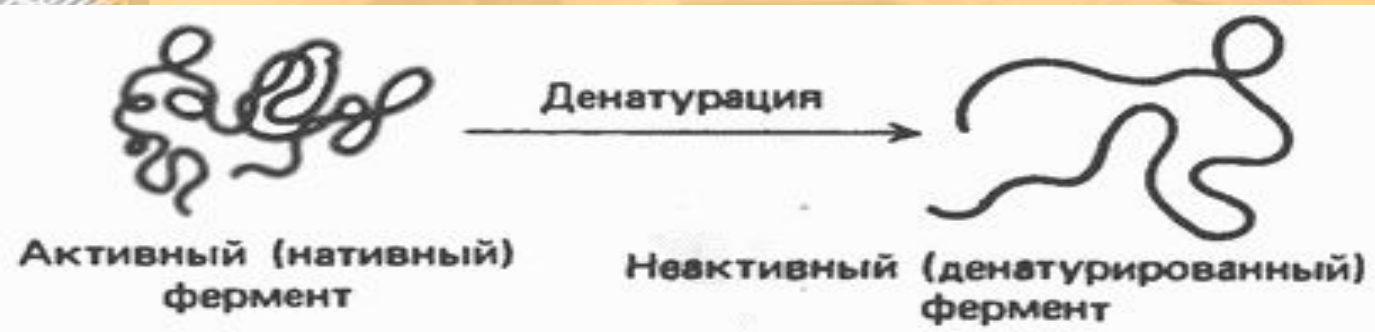 Денатурация
Активный (нативный)
фермент
Неактивный (денатурированный)
фермент